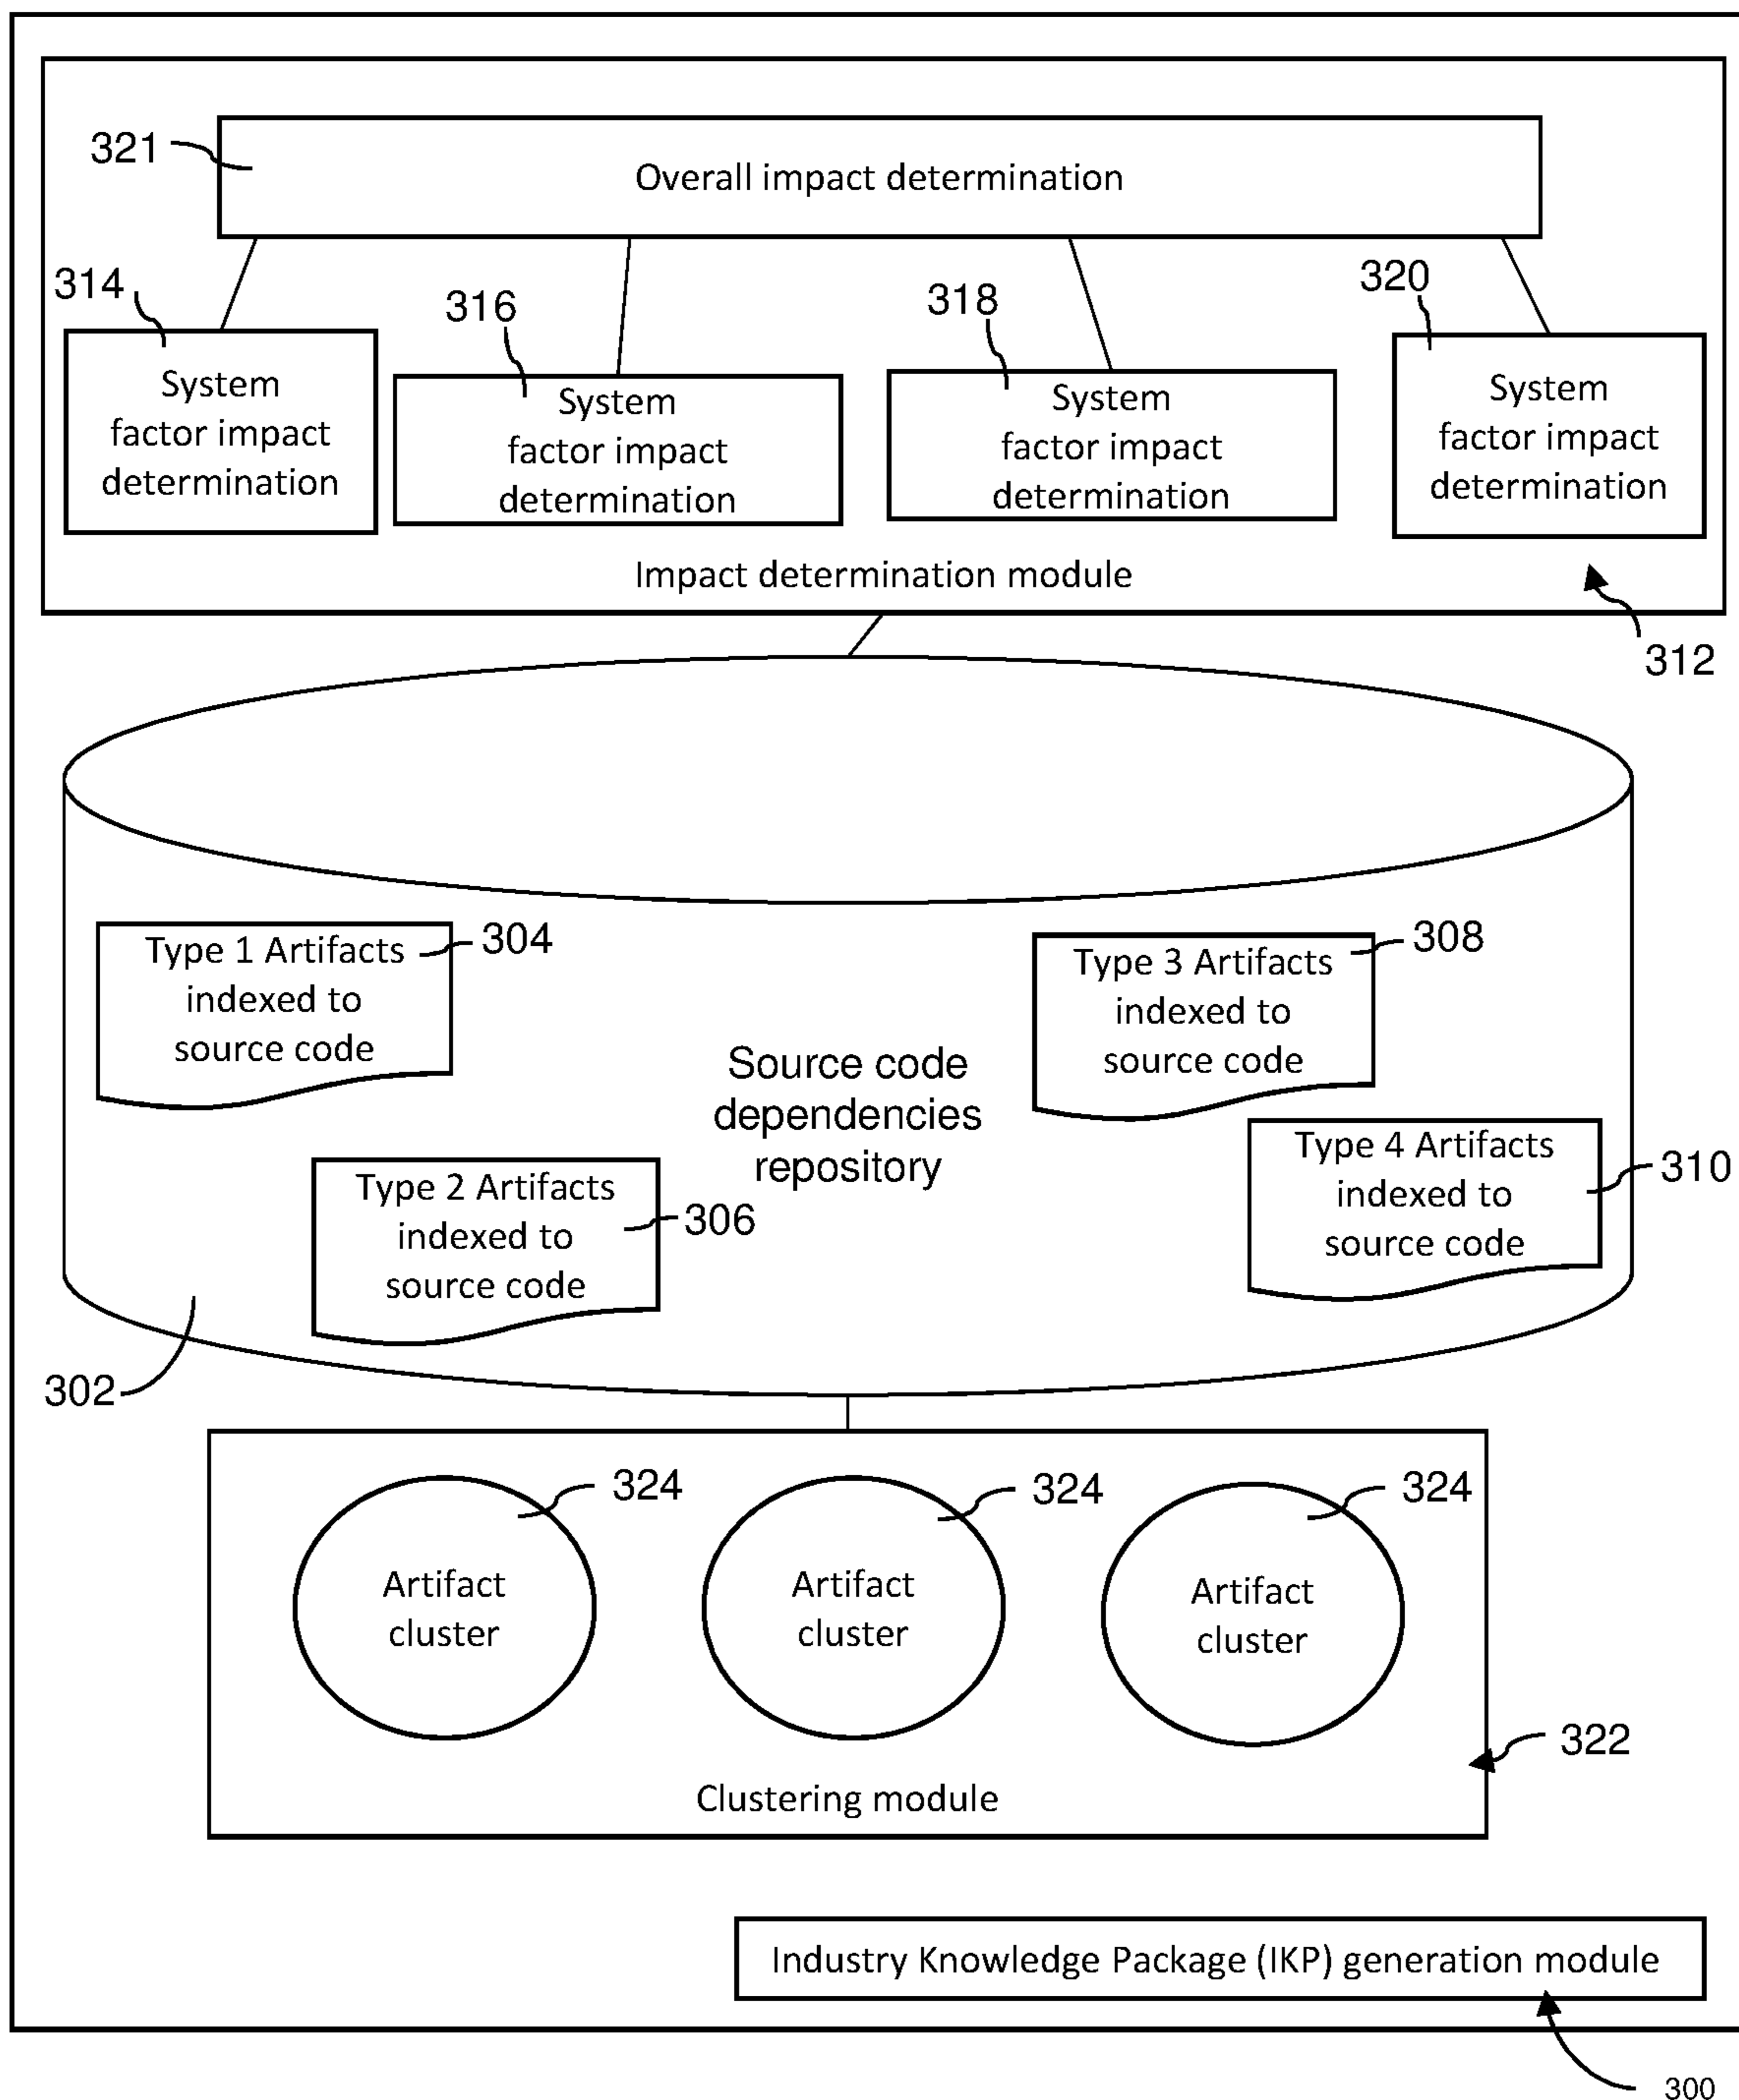 321
Overall impact determination
314
316
318
320
System
factor impact
determination
System
factor impact
determination
System
factor impact
determination
System
factor impact
determination
Impact determination module
312
Type 1 Artifacts
indexed to
source code
304
Type 3 Artifacts
indexed to
source code
308
Source code
dependencies
repository
Type 2 Artifacts
indexed to
source code
306
Type 4 Artifacts
indexed to
source code
310
302
324
324
324
Artifact
cluster
Artifact
cluster
Artifact
cluster
322
Clustering module
Industry Knowledge Package (IKP) generation module
300